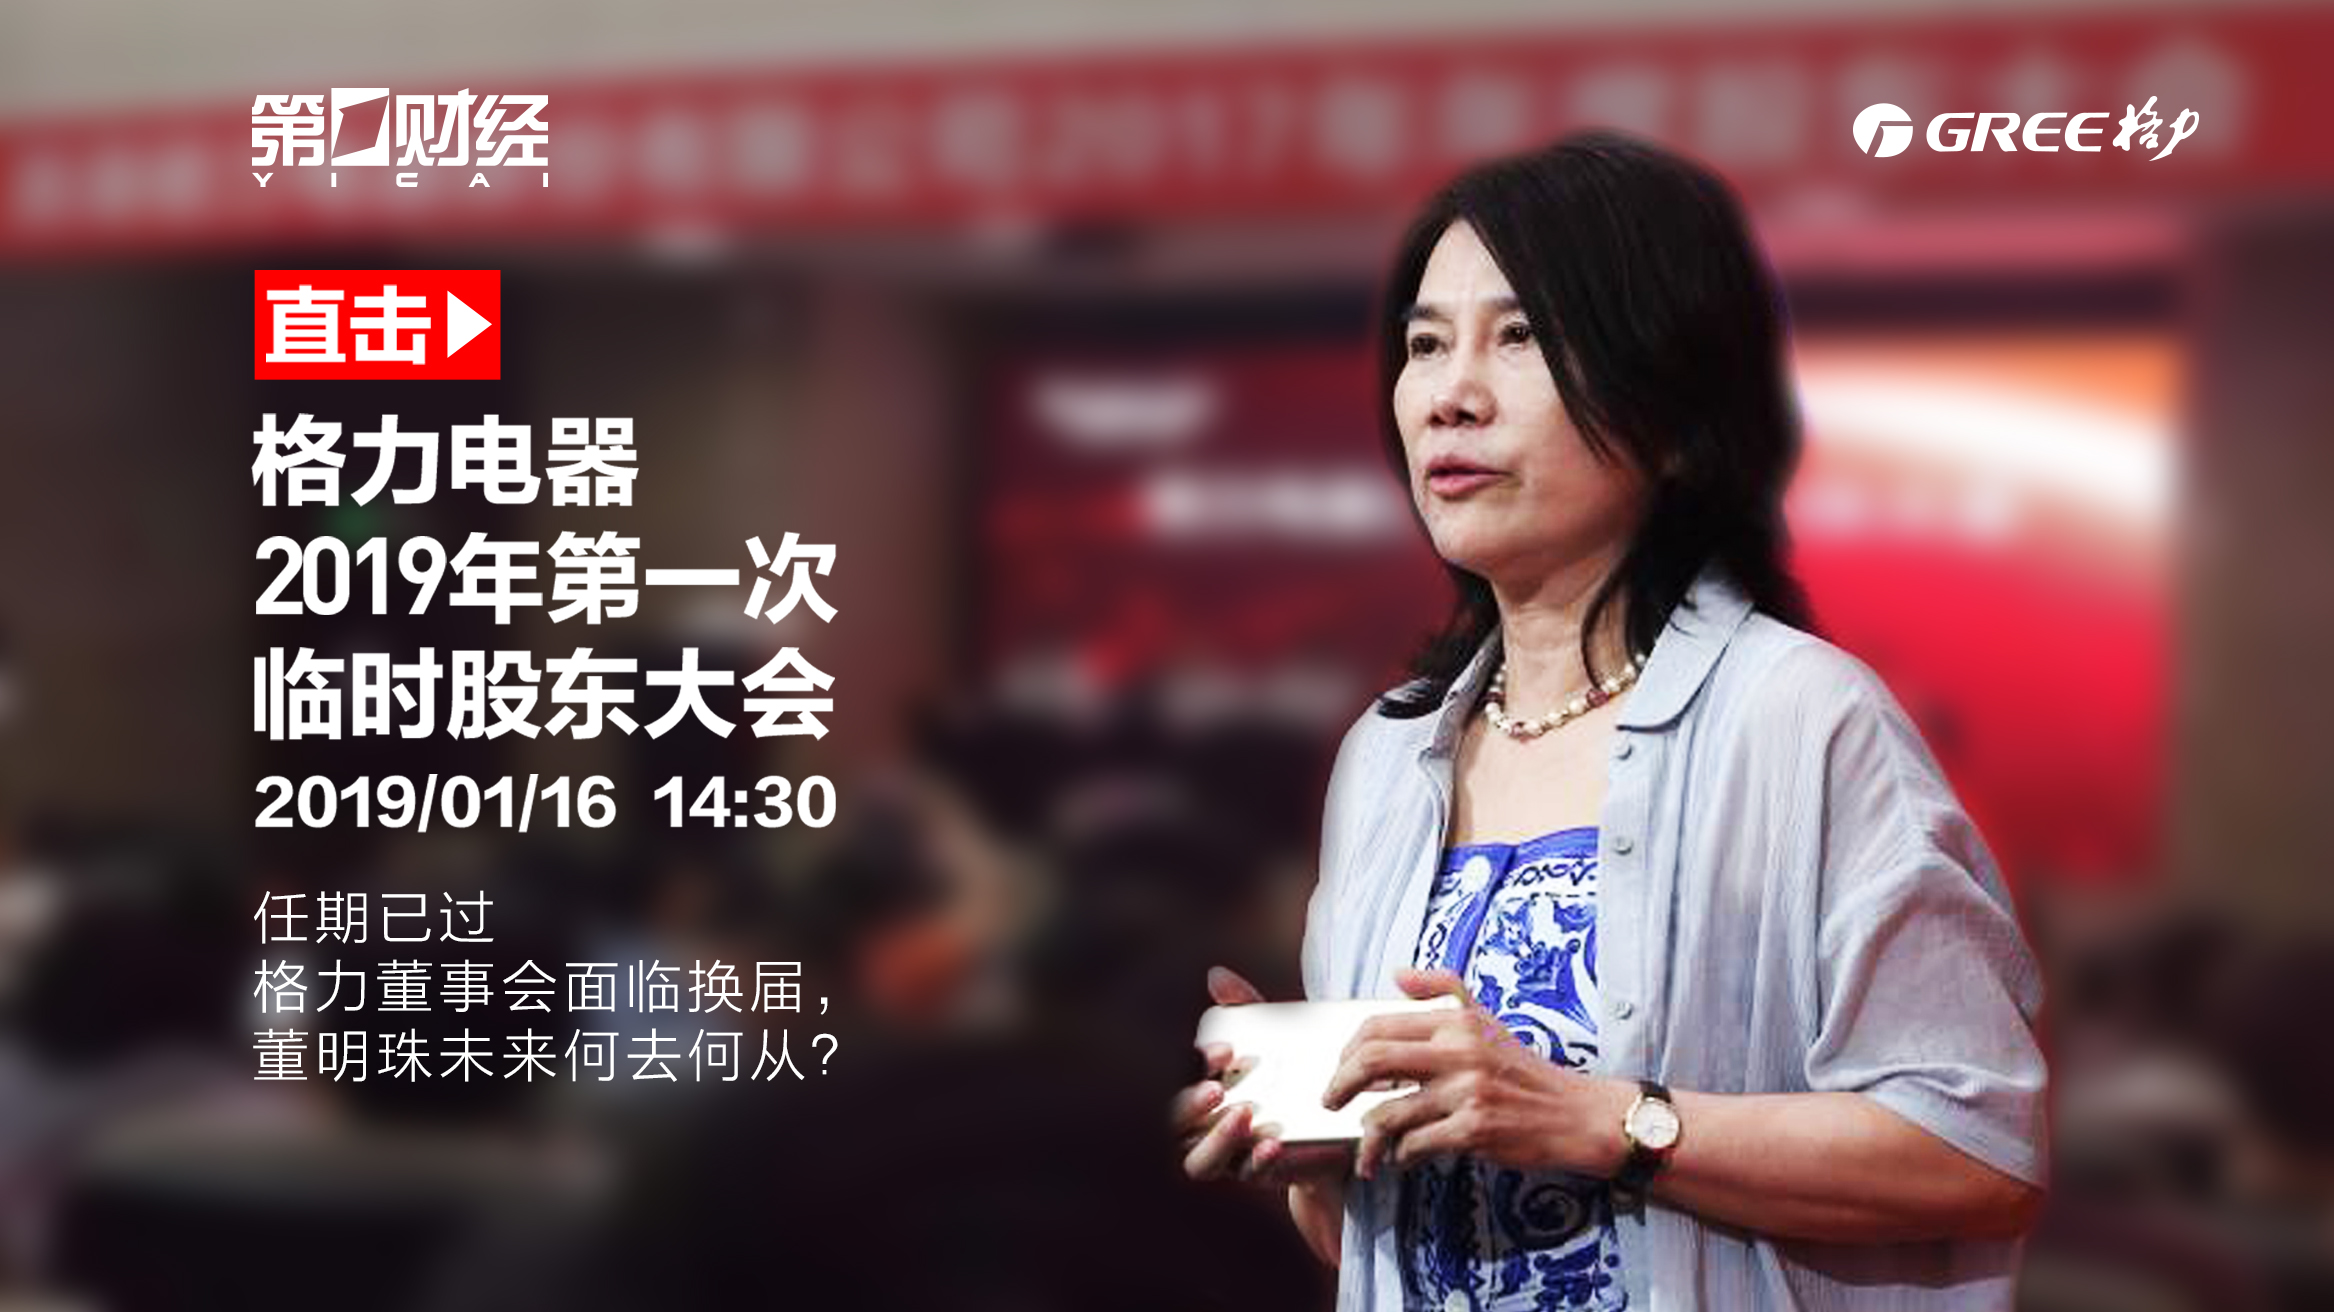 第一财经
YICAI
GREE格力
直击
格力电器
2019年第一次
临时股东大会
2019/01/16 14:30
任期已过
格力董事会面临换届，
董明珠未来何去何从？